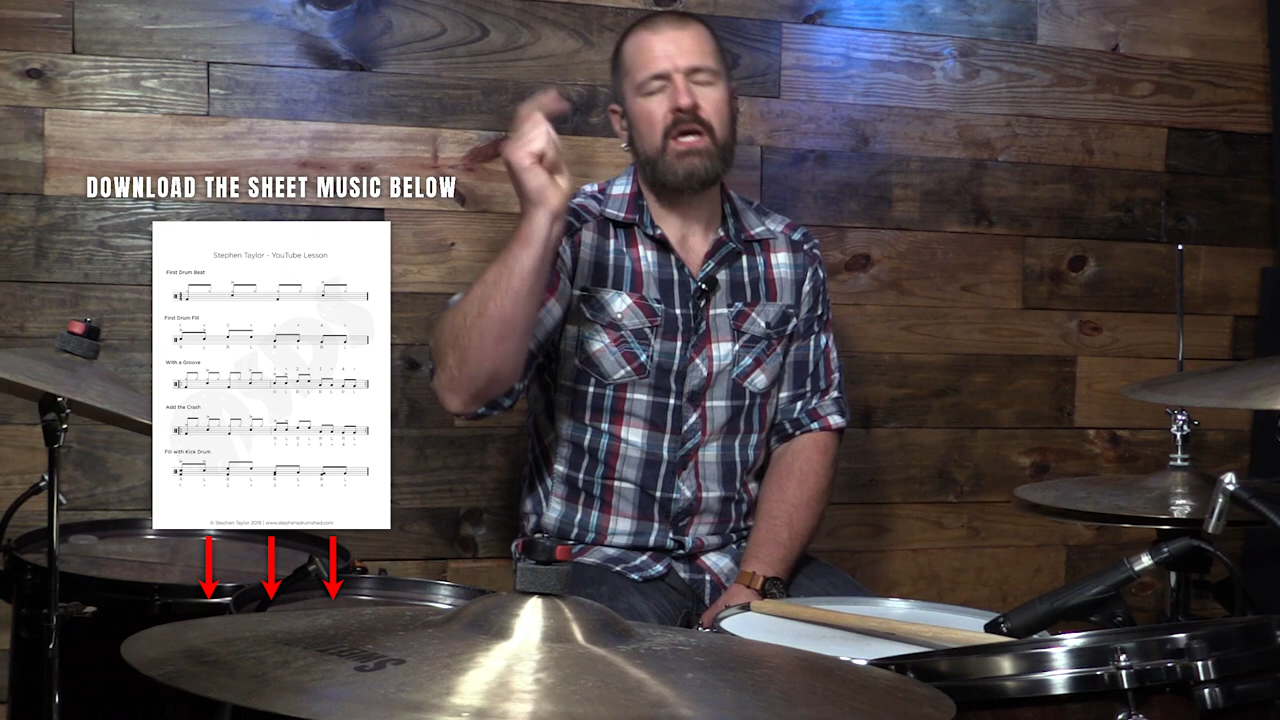 DOWNLOAD THE SHEET MUSIC BELOW
Stephen Taylor - YouTube Lesson
First Drum Beat
First Drum Fill
With a Groove
Add the Crash
Fill with Kick Drum
© Stephen Taylor 2018 | www.stephensdrumshed.com